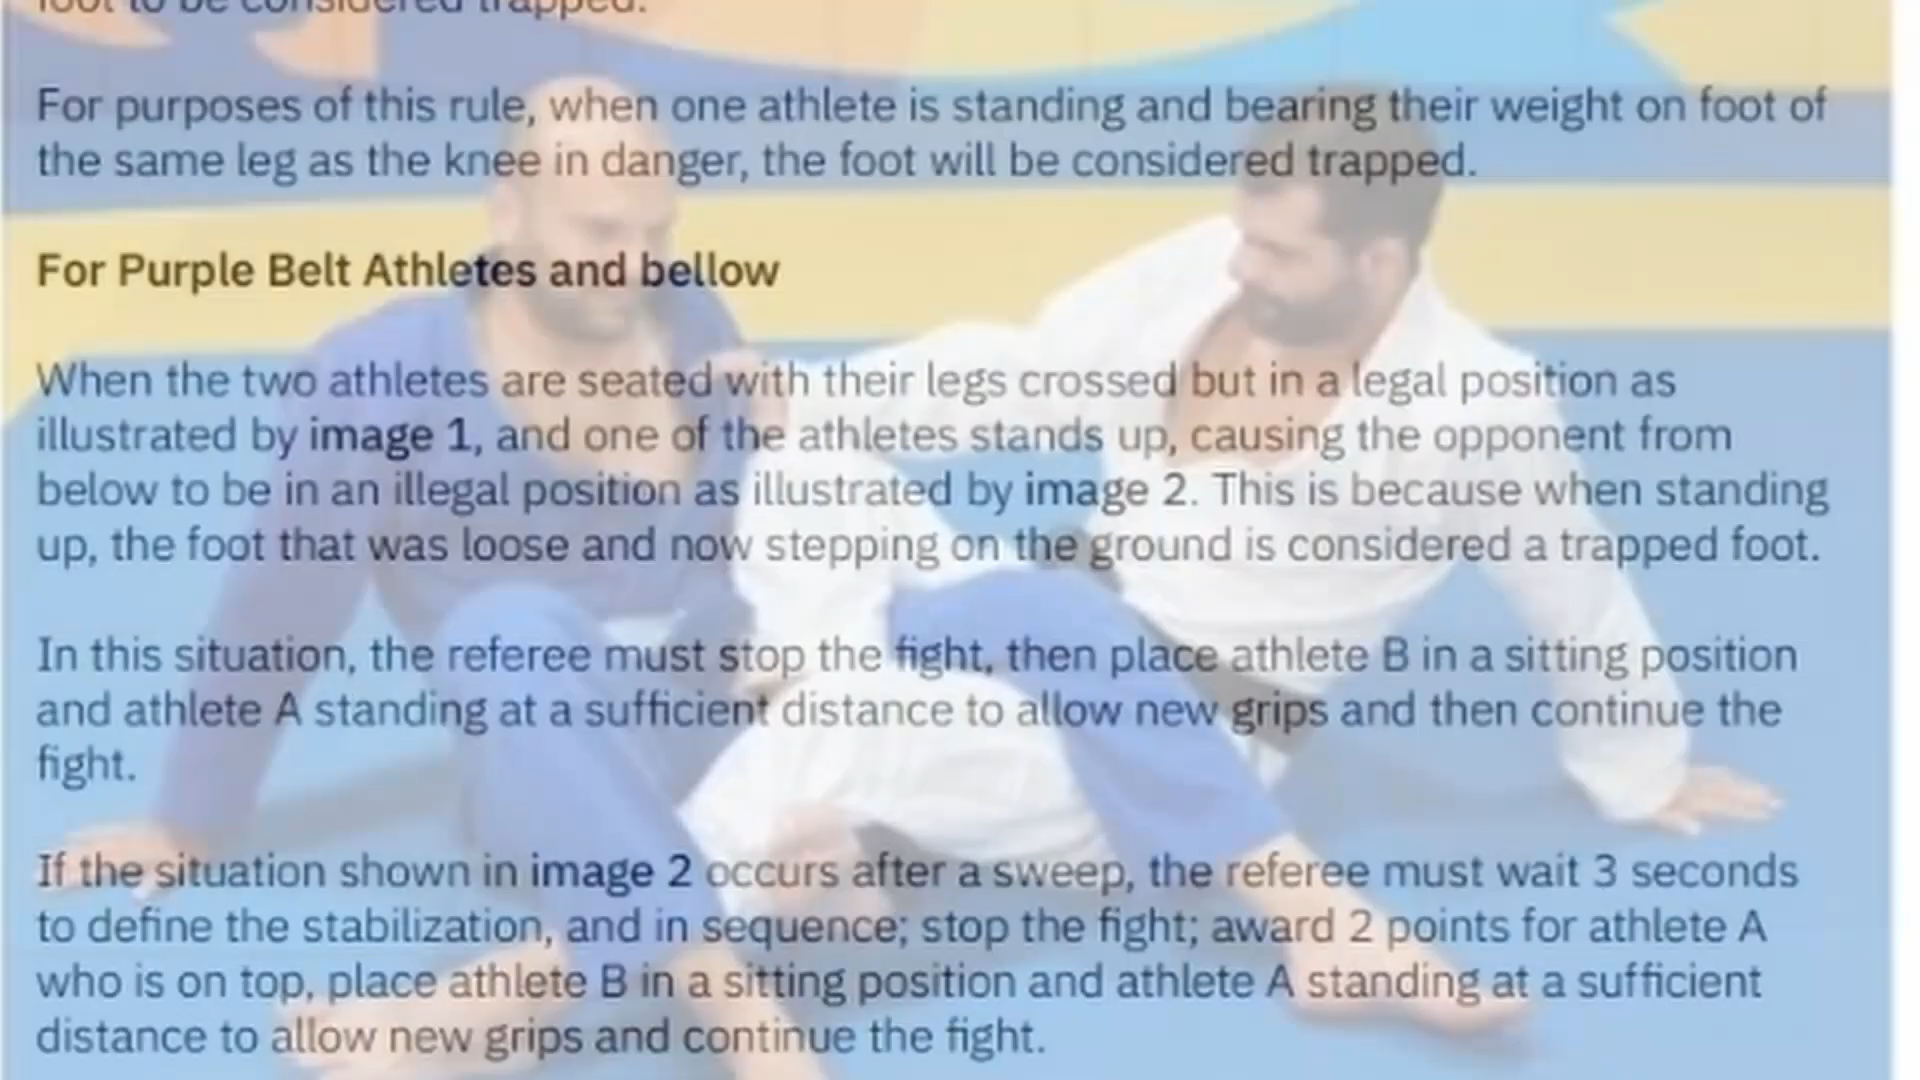 foot to be considered trapped.
For purposes of this rule, when one athlete is standing and bearing their weight on foot of
the same leg as the knee in danger, the foot will be considered trapped.
For Purple Belt Athletes and bellow
When the two athletes are seated with their legs crossed but in a legal position as
illustrated by image 1, and one of the athletes stands up, causing the opponent from
below to be in an illegal position as illustrated by image 2. This is because when standing
up, the foot that was loose and now stepping on the ground is considered a trapped foot.
In this situation, the referee must stop the fight, then place athlete B in a sitting position
and athlete A standing at a sufficient distance to allow new grips and then continue the
fight.
If the situation shown in image 2 occurs after a sweep, the referee must wait 3 seconds
to define the stabilization, and in sequence; stop the fight; award 2 points for athlete A
who is on top, place athlete B in a sitting position and athlete A standing at a sufficient
distance to allow new grips and continue the fight.